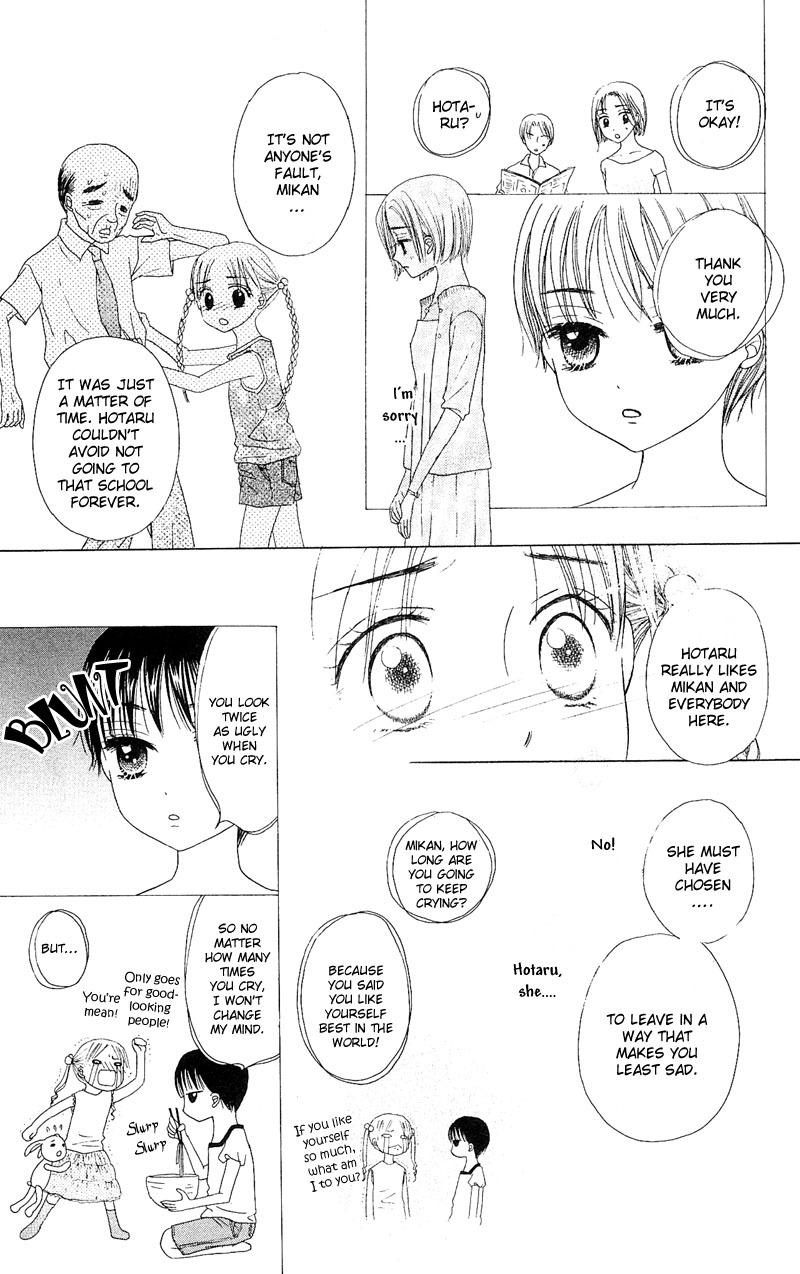 IT'S
OKAY!
HOTA-
RU?
THANK
YOU
VERY
MUCH.
I'm
sorry
...
IT'S NOT
ANYONE'S
FAULT,
MIKAN
...
IT WAS JUST
A MATTER OF
TIME. HOTARU
COULDN'T
AVOID NOT
GOING TO
THAT SCHOOL
FOREVER.
HOTARU
REALLY LIKES
MIKAN AND
EVERYBODY
HERE.
SHE MUST
HAVE
CHOSEN
....
No!
TO LEAVE IN A
WAY THAT
MAKES YOU
LEAST SAD.
Hotaru,
she....
MIKAN, HOW
LONG ARE
YOU GOING
TO KEEP
CRYING?
BECAUSE
YOU SAID
YOU LIKE
YOURSELF
BEST IN THE
WORLD!
If you like
yourself
so much,
what am
I to you?
YOU LOOK
TWICE
AS UGLY
WHEN
YOU CRY.
BLUNT
SO NO
MATTER
HOW MANY
TIMES
YOU CRY,
I WON'T
CHANGE
MY MIND.
BUT...
Only goes
for good-
looking
people!
You're
mean!
Slurp
Slurp